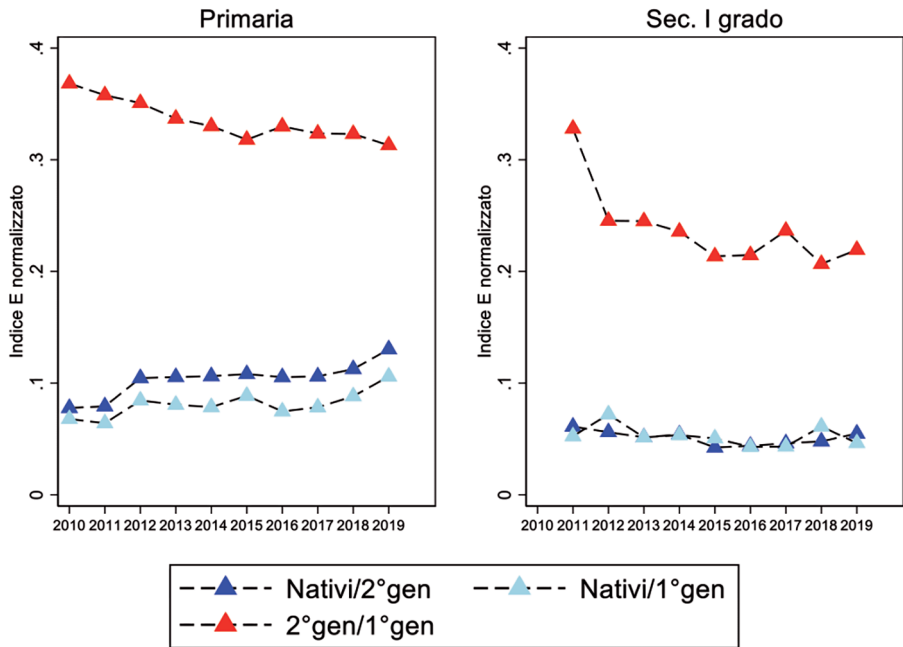 Primaria
Sec. I grado
Indice E normalizzato
.4
.3
.2
.1
0
2010 2011 2012 2013 2014 2015 2016 2017 2018 2019
Indice E normalizzato
.4
.3
.2
.1
0
2010 2011 2012 2013 2014 2015 2016 2017 2018 2019
Nativi/2°gen
Nativi/1°gen
2°gen/1°gen